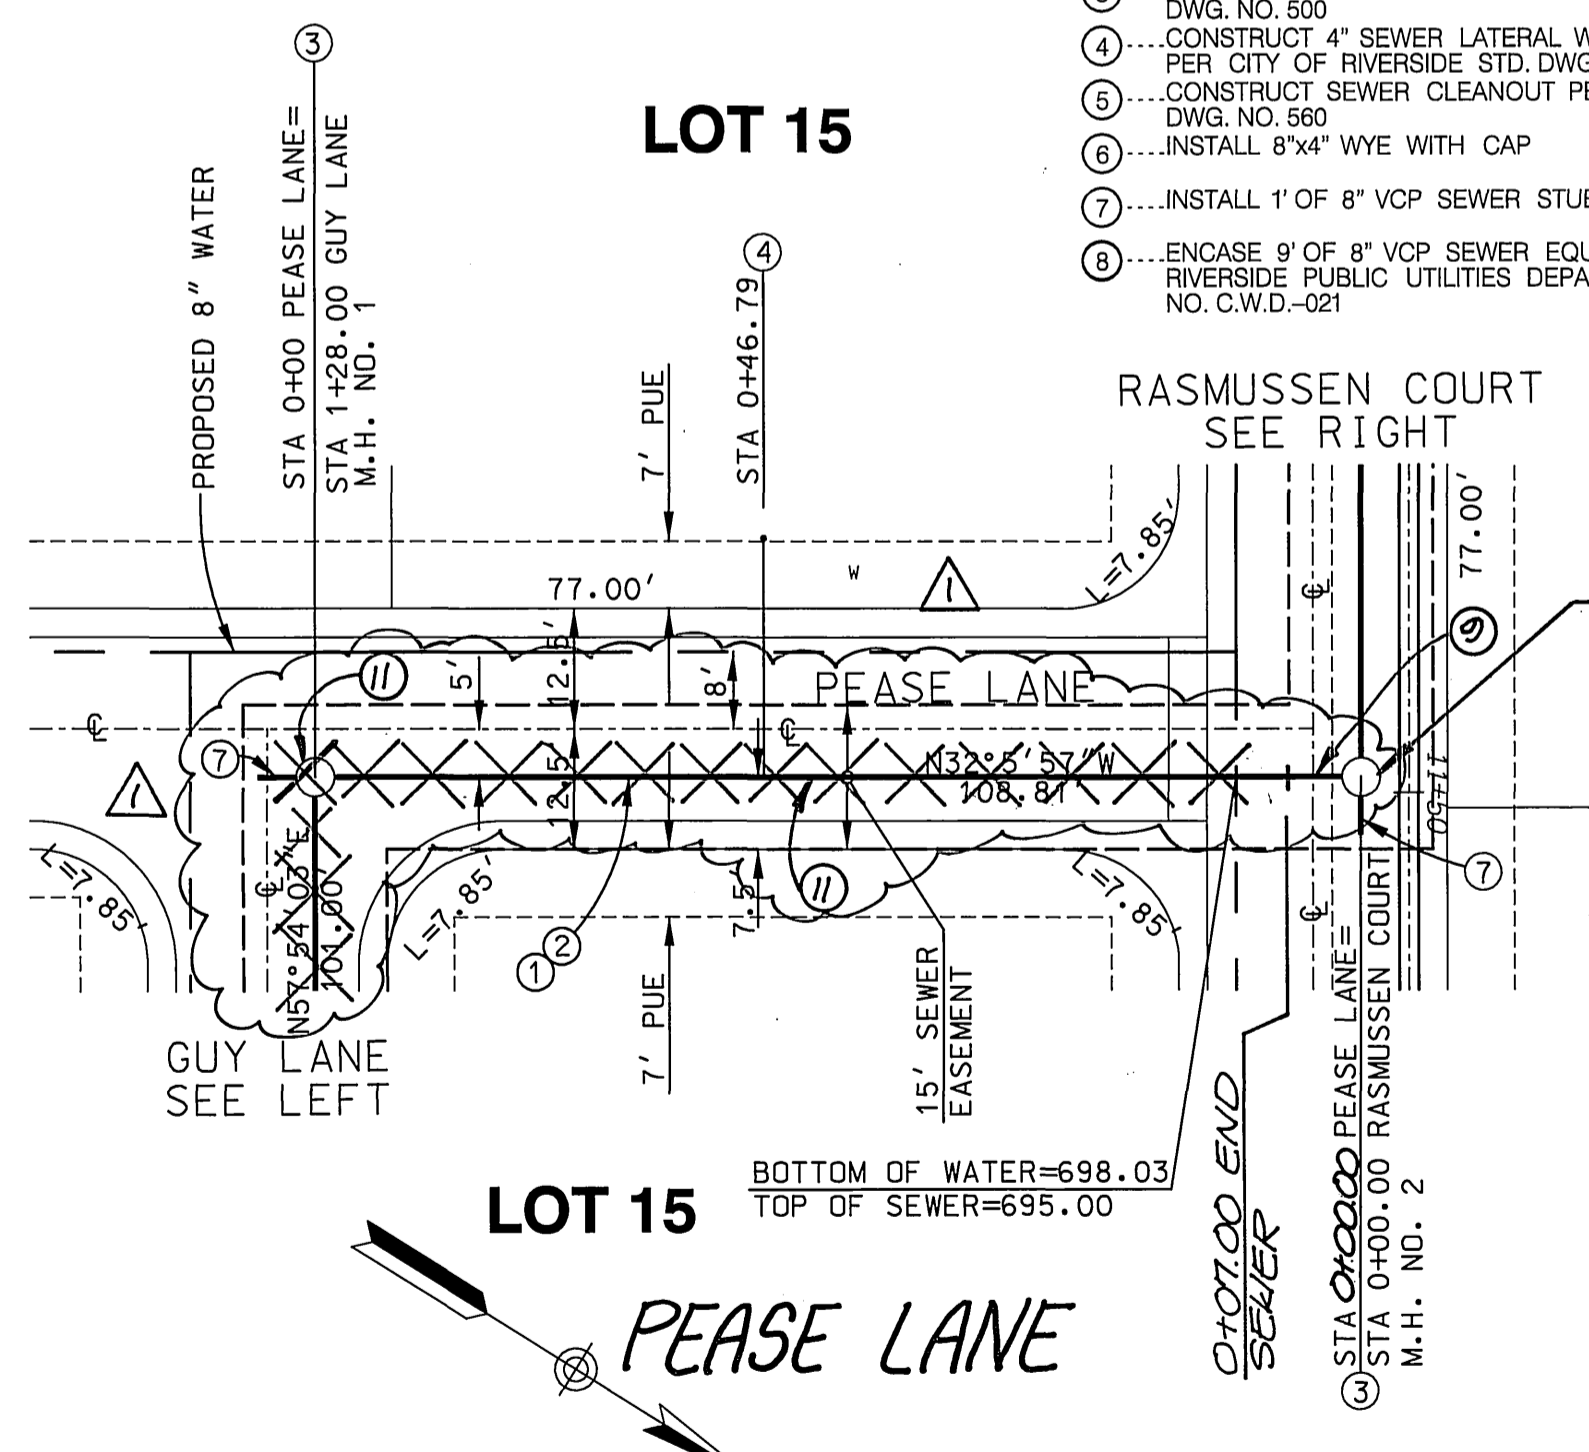 DWG. NO. 500
4 ----CONSTRUCT 4" SEWER LATERAL W
PER CITY OF RIVERSIDE STD. DWG
5 ----CONSTRUCT SEWER CLEANOUT PE
DWG. NO. 560
6 ----INSTALL 8"x4" WYE WITH CAP
7 ----INSTALL 1' OF 8" VCP SEWER STUB
8 ----ENCASE 9' OF 8" VCP SEWER EQU
RIVERSIDE PUBLIC UTILITIES DEPA
NO. C.W.D.–021
3
LOT 15
PROPOSED 8" WATER
STA 0+00 PEASE LANE=
STA 1+28.00 GUY LANE
M.H. NO. 1
4
STA 0+46.79
7' PUE
RASMUSSEN COURT
SEE RIGHT
77.00'
L=7.85'
W
1
77.00'
9
11
5'
12.5'
8'
PEASE LANE
7
N32°5'57"W
108.81'
12.5'
1
11+50
L=7.85'
N57°54'03"E
101.00'
L=7.85'
7.5'
11
L=7.85'
7
1
2
7' PUE
15' SEWER
EASEMENT
GUY LANE
SEE LEFT
BOTTOM OF WATER=698.03
TOP OF SEWER=695.00
LOT 15
0+07.00 END
SEWER
STA 0+00.00 PEASE LANE=
STA 0+00.00 RASMUSSEN COURT
M.H. NO. 2
3
PEASE LANE